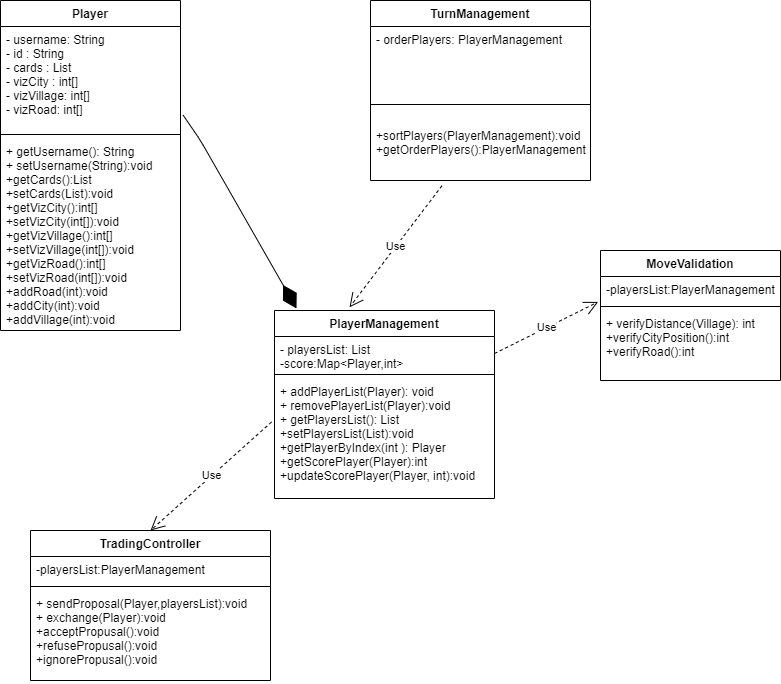 Player
- username: String
- id : String
- cards : List
- vizCity : int[]
- vizVillage: int[]
- vizRoad: int[]
+ getUsername(): String
+ setUsername(String):void
+getCards():List
+setCards(List):void
+getVizCity():int[]
+setVizCity(int[]):void
+getVizVillage():int[]
+setVizVillage(int[]):void
+getVizRoad():int[]
+setVizRoad(int[]):void
+addRoad(int):void
+addCity(int):void
+addVillage(int):void
TurnManagement
- orderPlayers: PlayerManagement
+sortPlayers(PlayerManagement):void
+getOrderPlayers():PlayerManagement
Use
MoveValidation
-playersList:PlayerManagement
+ verifyDistance(Village): int
+verifyCityPosition():int
+verifyRoad():int
Use
PlayerManagement
- playersList: List
-score:Map<Player,int>
+ addPlayerList(Player): void
+ removePlayerList(Player):void
+ getPlayersList(): List
+setPlayersList(List):void
+getPlayerByIndex(int ): Player
+getScorePlayer(Player):int
+updateScorePlayer(Player, int):void
Use
TradingController
-playersList:PlayerManagement
+ sendProposal(Player,playersList):void
+ exchange(Player):void
+acceptPropusal():void
+refusePropusal():void
+ignorePropusal():void